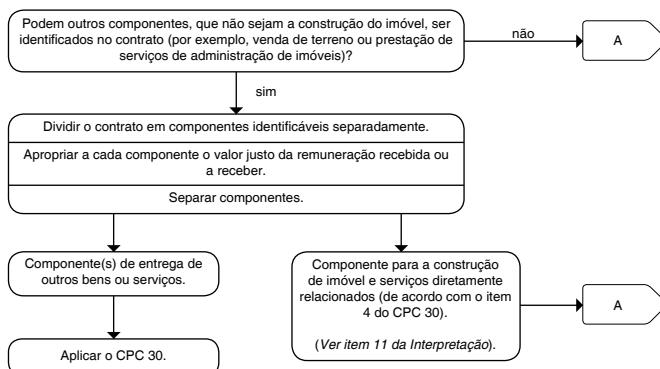 Podem outros componentes, que não sejam a construção do imóvel, ser
identificados no contrato (por exemplo, venda de terreno ou prestação de
serviços de administração de imóveis)?
não
A
sim
Dividir o contrato em componentes identificáveis separadamente.
Apropriar a cada componente o valor justo da remuneração recebida ou
a receber.
Separar componentes.
Componente(s) de entrega de
outros bens ou serviços.
Aplicar o CPC 30.
Componente para a construção
de imóvel e serviços diretamente
relacionados (de acordo com o item
4 do CPC 30).
(Ver item 11 da Interpretação).
A